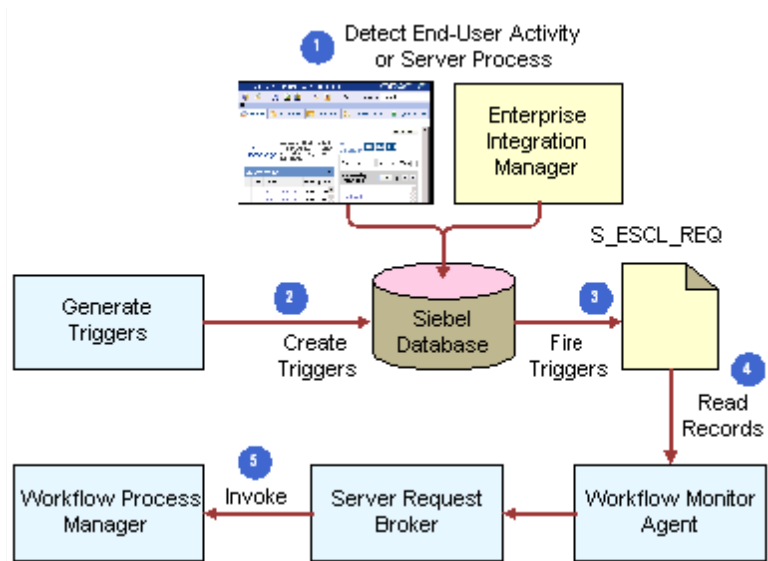 1
Detect End-User Activity
or Server Process
Enterprise
Integration
Manager
S_ESCL_REQ
Generate
Triggers
2
Create
Triggers
Siebel
Database
3
Fire
Triggers
4
Read
Records
Workflow Process
Manager
5
Invoke
Server Request
Broker
Workflow Monitor
Agent